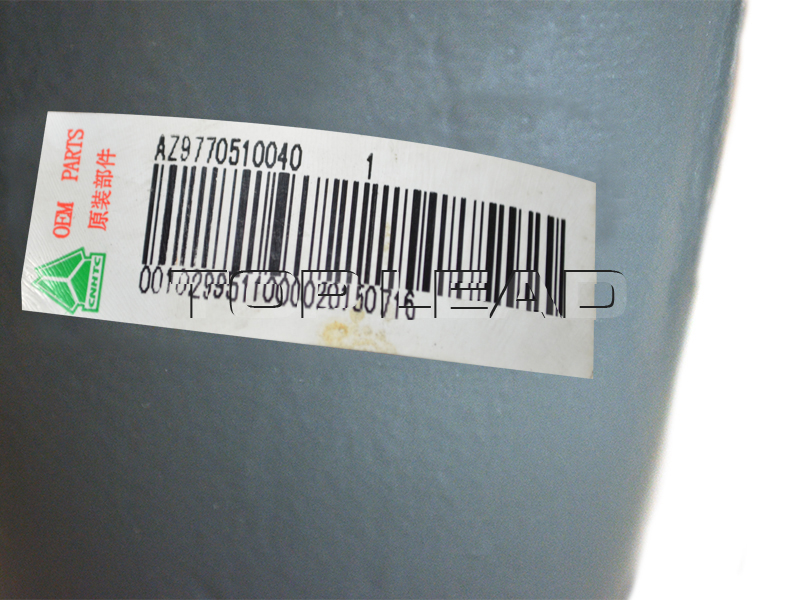 OEM PARTS
原装部件
CNHTC
AZ9770510040 1
TOPLEAD